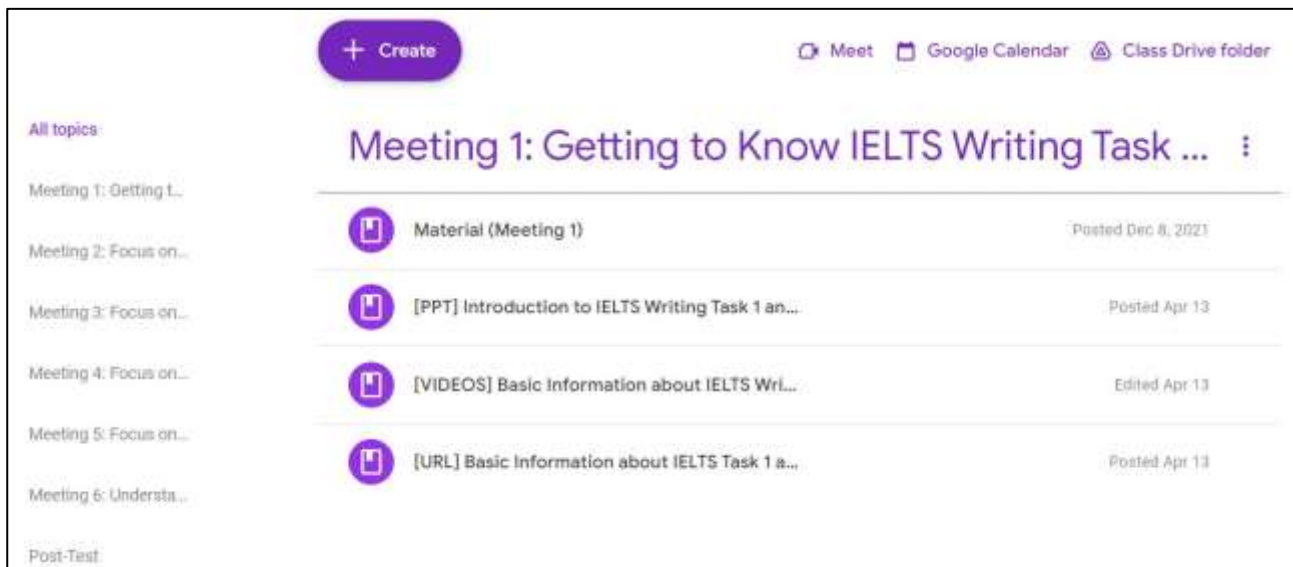 Create
Meet Google Calendar Class Drive folder
All topics
Meeting 1: Getting t...
Meeting 2: Focus on...
Meeting 3: Focus on...
Meeting 4: Focus on...
Meeting 5: Focus on...
Meeting 6: Understa...
Post-Test
Meeting 1: Getting to Know IELTS Writing Task ...
Material (Meeting 1) Posted Dec 8, 2021
[PPT] Introduction to IELTS Writing Task 1 an... Posted Apr 13
[VIDEOS] Basic Information about IELTS Wri... Edited Apr 13
[URL] Basic Information about IELTS Task 1 a... Posted Apr 13